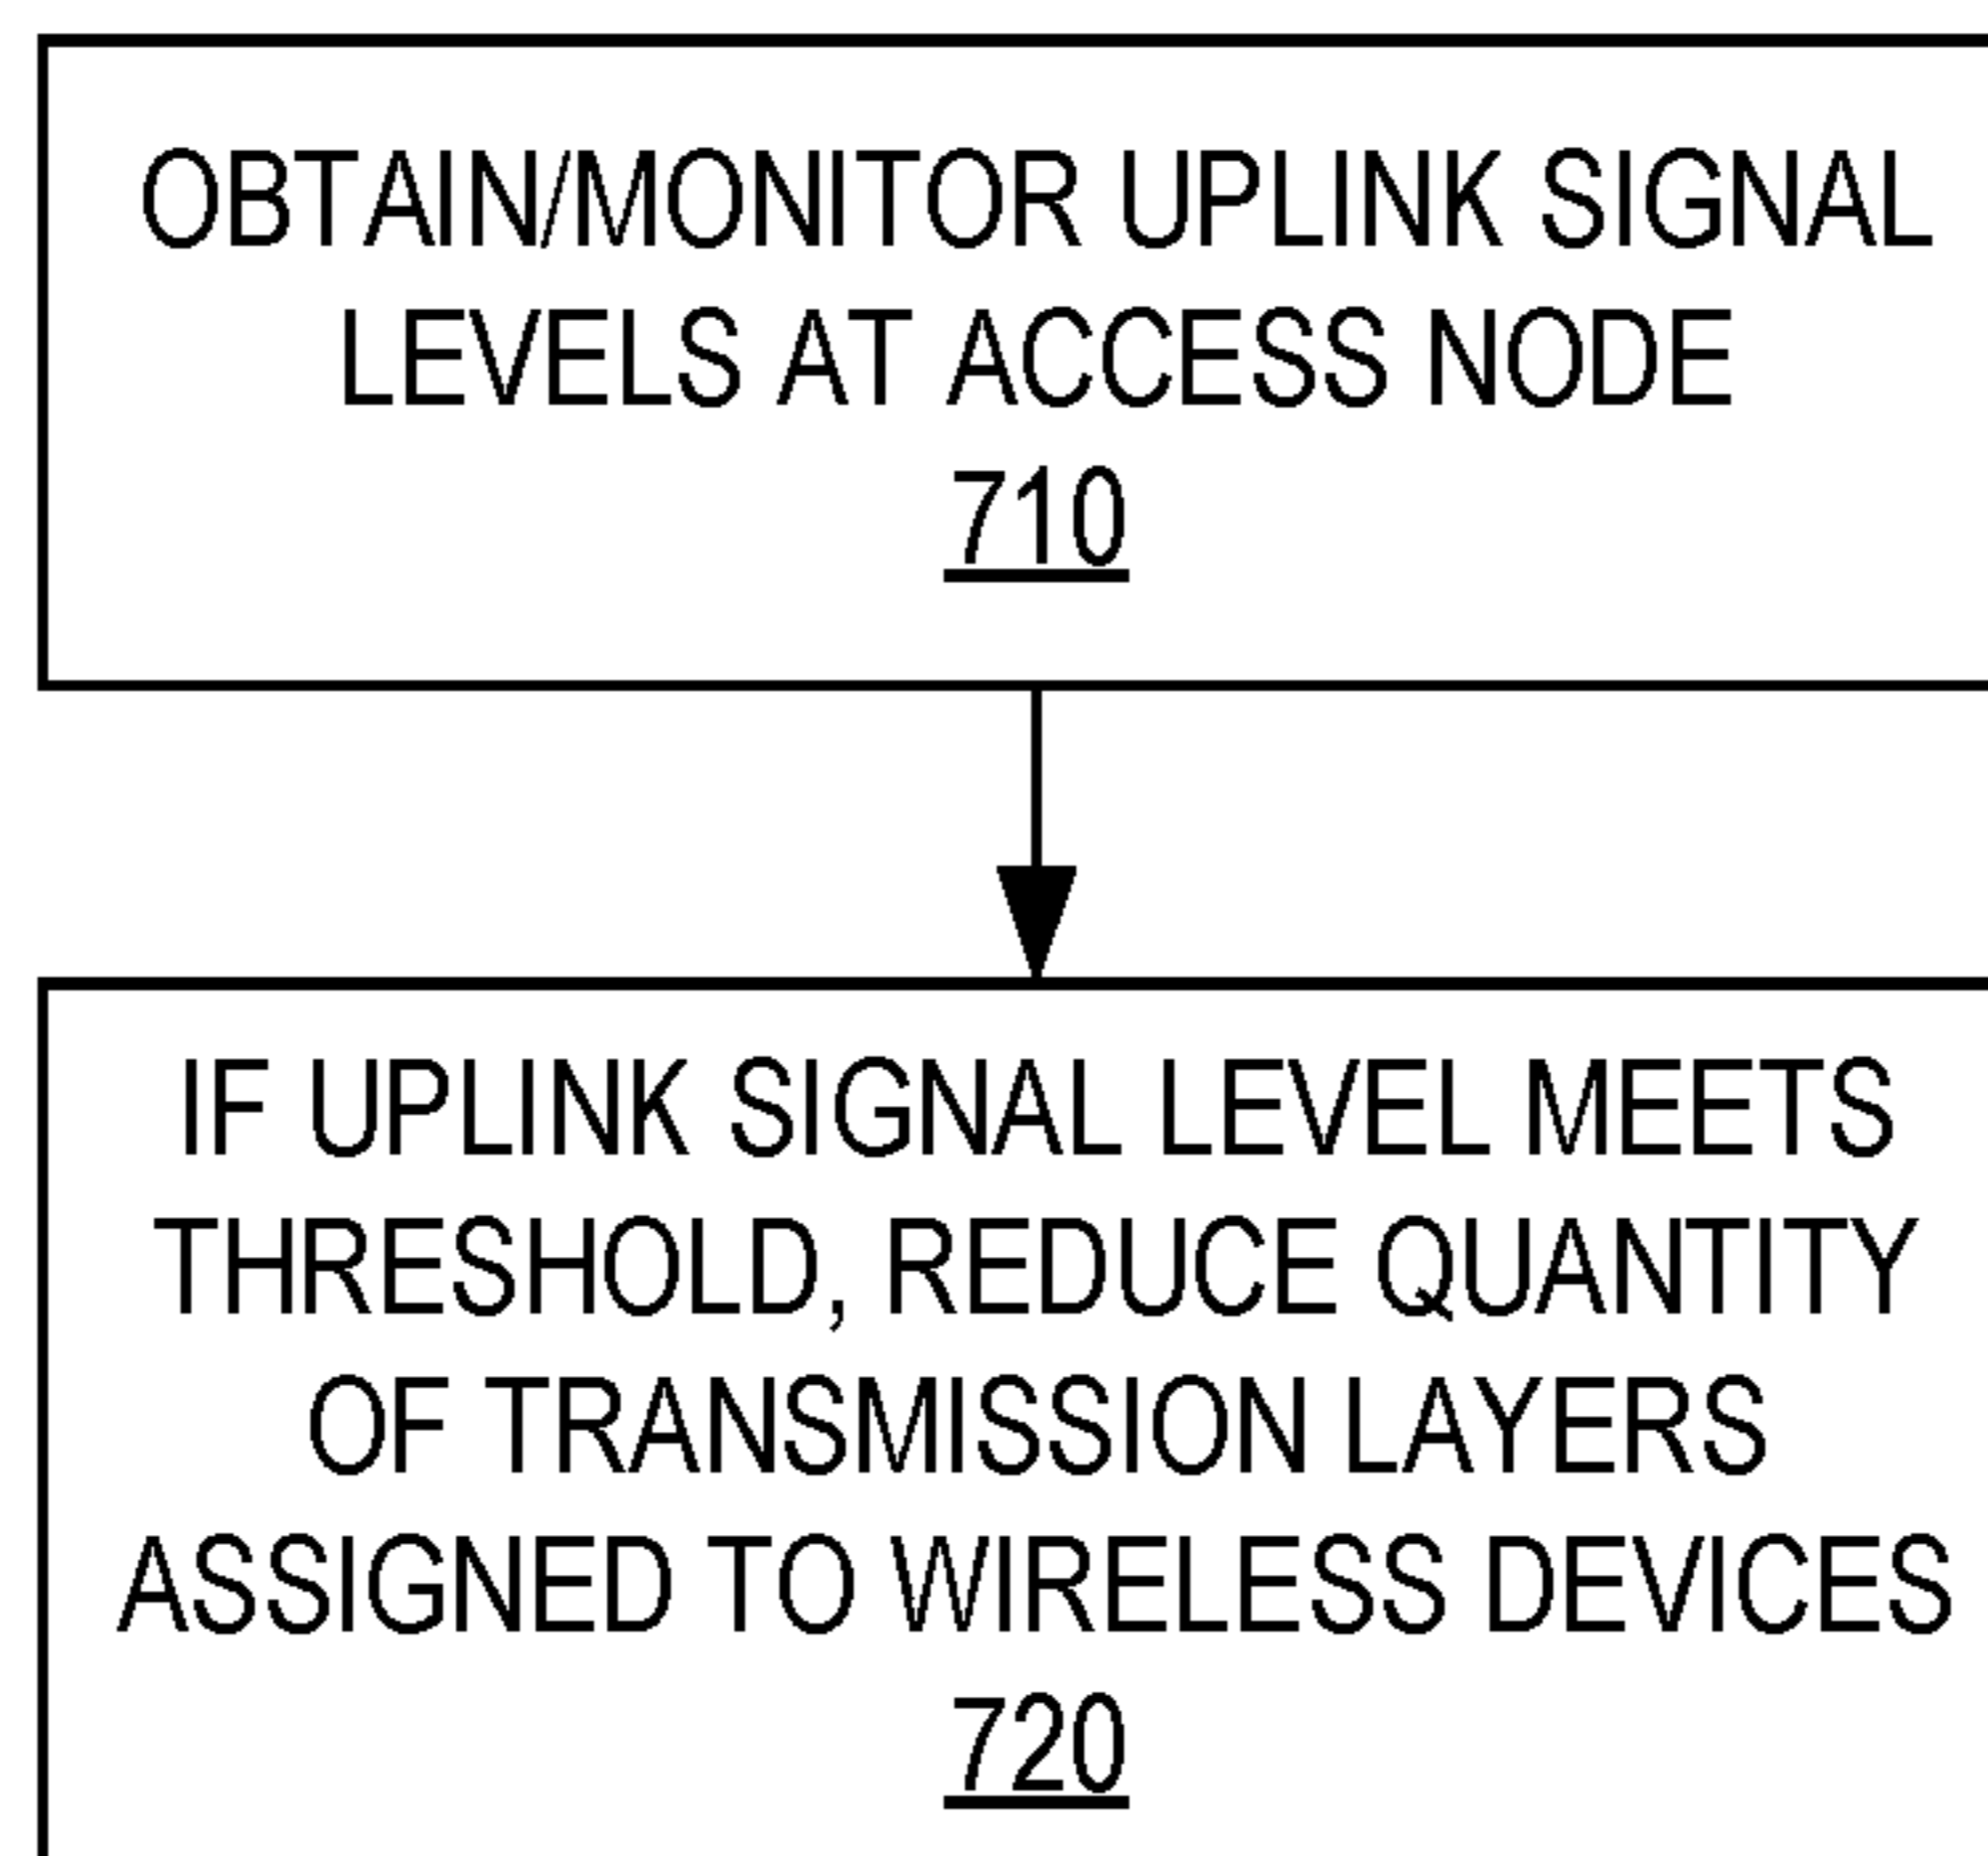 OBTAIN/MONITOR UPLINK SIGNAL
LEVELS AT ACCESS NODE
710
IF UPLINK SIGNAL LEVEL MEETS
THRESHOLD, REDUCE QUANTITY
OF TRANSMISSION LAYERS
ASSIGNED TO WIRELESS DEVICES
720